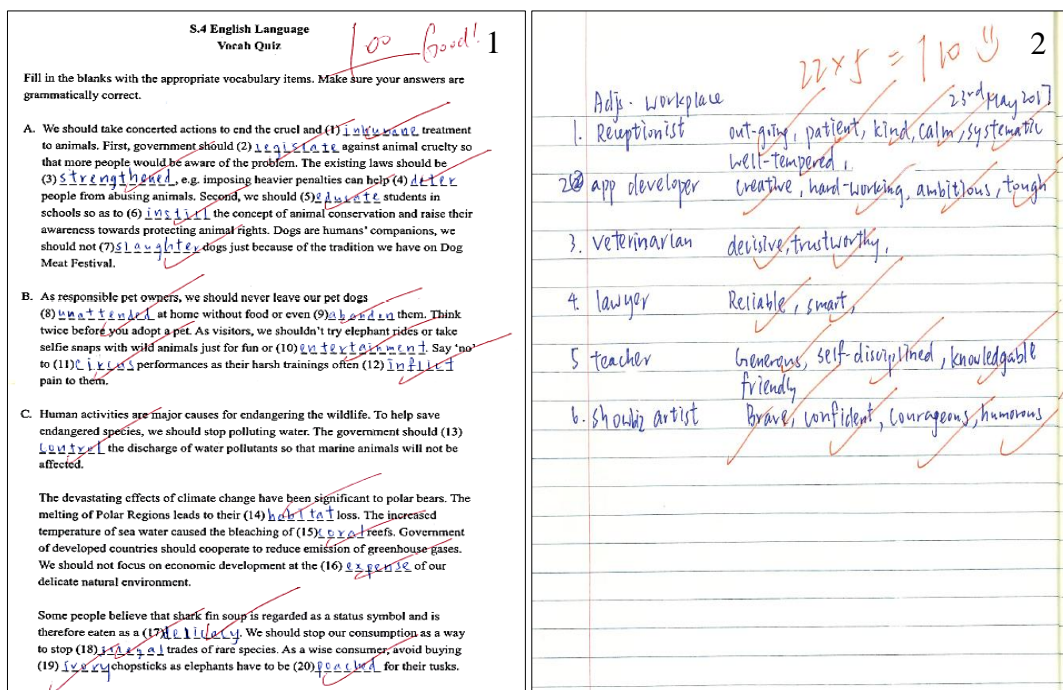 S.4 English Language
Vocab Quiz
100 Good! 1
Fill in the blanks with the appropriate vocabulary items. Make sure your answers are
grammatically correct.
A. We should take concerted actions to end the cruel and (1) inhumane treatment
to animals. First, government should (2) legislate against animal cruelty so
that more people would be aware of the problem. The existing laws should be
(3) strengthened, e.g. imposing heavier penalties can help (4) deter
people from abusing animals. Second, we should (5) educate students in
schools so as to (6) instill the concept of animal conservation and raise their
awareness towards protecting animal rights. Dogs are humans' companions, we
should not (7) slaughter dogs just because of the tradition we have on Dog
Meat Festival.
B. As responsible pet owners, we should never leave our pet dogs
(8) unattended at home without food or even (9) abandon them. Think
twice before you adopt a pet. As visitors, we shouldn't try elephant rides or take
selfie snaps with wild animals just for fun or (10) entertainment. Say 'no'
to (11) circus performances as their harsh trainings often (12) inflict
pain to them.
C. Human activities are major causes for endangering the wildlife. To help save
endangered species, we should stop polluting water. The government should (13)
control the discharge of water pollutants so that marine animals will not be
affected.
The devastating effects of climate change have been significant to polar bears. The
melting of Polar Regions leads to their (14) habitat loss. The increased
temperature of sea water caused the bleaching of (15) coral reefs. Government
of developed countries should cooperate to reduce emission of greenhouse gases.
We should not focus on economic development at the (16) expense of our
delicate natural environment.
Some people believe that shark fin soup is regarded as a status symbol and is
therefore eaten as a (17) delicacy. We should stop our consumption as a way
to stop (18) illegal trades of rare species. As a wise consumer, avoid buying
(19) Ivory chopsticks as elephants have to be (20) poached for their tusks.
22 × 5 = 110 2
Adjs. workplace 23rd May 2017
1. Receptionist out-going, patient, kind, calm, systematic
well-tempered,
2. app developer creative, hard-working, ambitious, tough
3. veterinarian decisive, trustworthy,
4. lawyer Reliable, smart,
5 teacher Generous, self-disciplined, knowledgable
friendly
6. showbiz artist Brave, confident, courageous, humorous